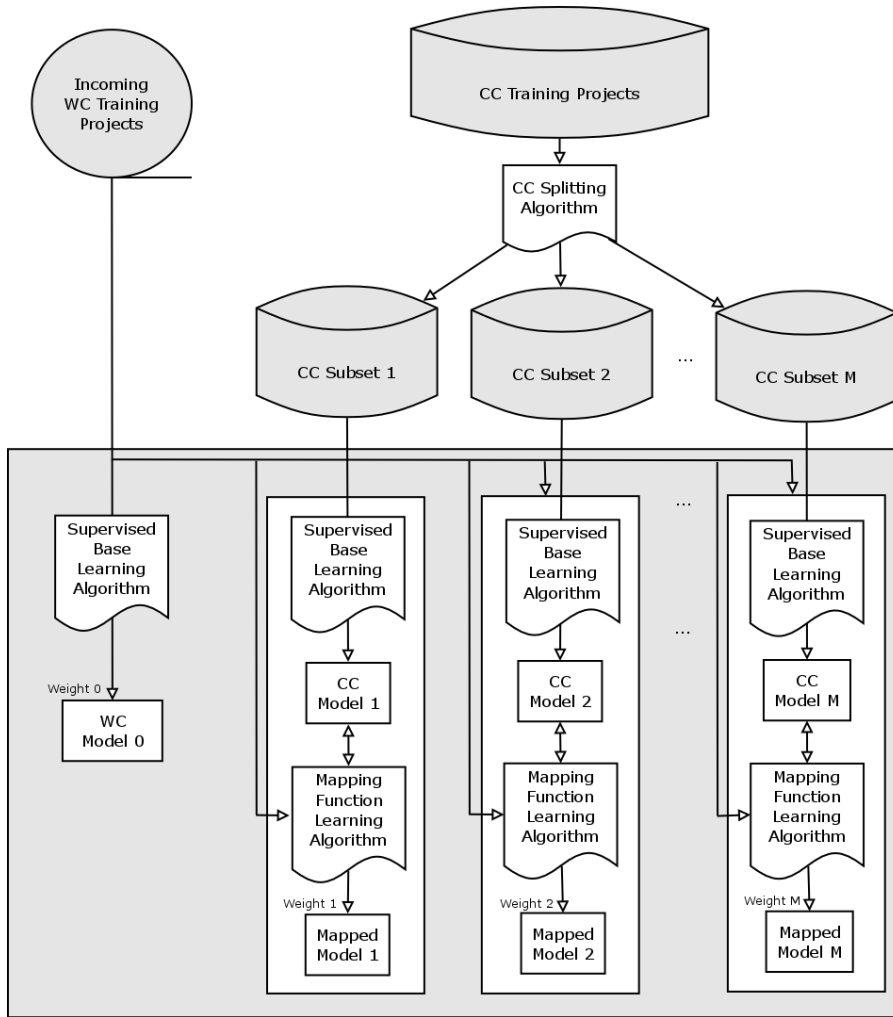 Incoming
WC Training
Projects
CC Training Projects
CC Splitting
Algorithm
CC Subset 1
CC Subset 2
...
CC Subset M
Supervised
Base
Learning
Algorithm
Weight 0
WC
Model 0
Supervised
Base
Learning
Algorithm
CC
Model 1
Mapping
Function
Learning
Algorithm
Weight 1
Mapped
Model 1
Supervised
Base
Learning
Algorithm
CC
Model 2
Mapping
Function
Learning
Algorithm
Weight 2
Mapped
Model 2
...
...
Supervised
Base
Learning
Algorithm
CC
Model M
Mapping
Function
Learning
Algorithm
Weight M
Mapped
Model M